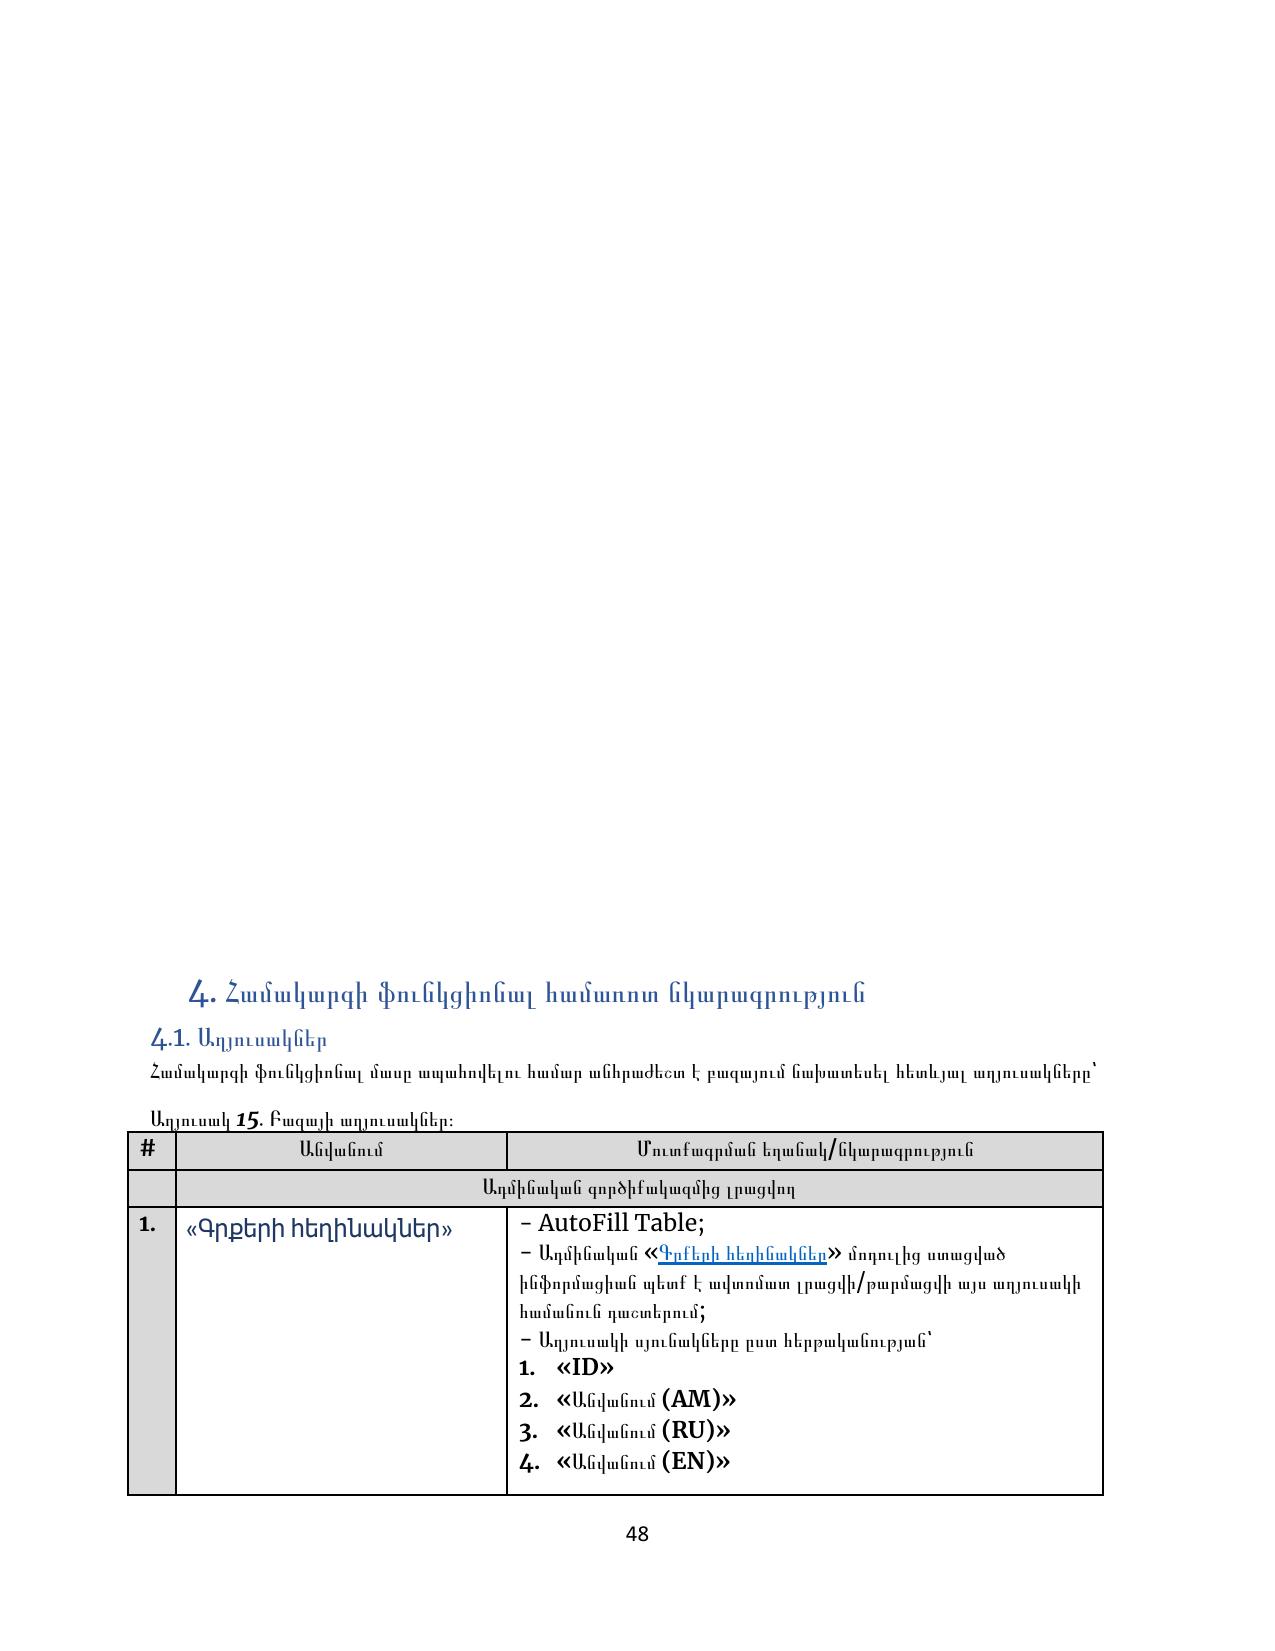 4. Համակարգի ֆունկցիոնալ համառոտ նկարագրություն
4.1. Աղյուսակներ
Համակարգի ֆունկցիոնալ մասը ապահովելու համար անհրաժեշտ է բազայում նախատեսել հետևյալ աղյուսակները՝
Աղյուսակ 15. Բազայի աղյուսակներ։
# Անվանում Մուտքագրման եղանակ/նկարագրություն
Ադմինական գործիքակազմից լրացվող
1. «Գրքերի հեղինակներ»
- AutoFill Table;
- Ադմինական «Գրքերի հեղինակներ» մոդուլից ստացված
ինֆորմացիան պետք է ավտոմատ լրացվի/թարմացվի այս աղյուսակի
համանուն դաշտերում;
- Աղյուսակի սյունակները ըստ հերթականության՝
1. «ID»
2. «Անվանում (AM)»
3. «Անվանում (RU)»
4. «Անվանում (EN)»
48